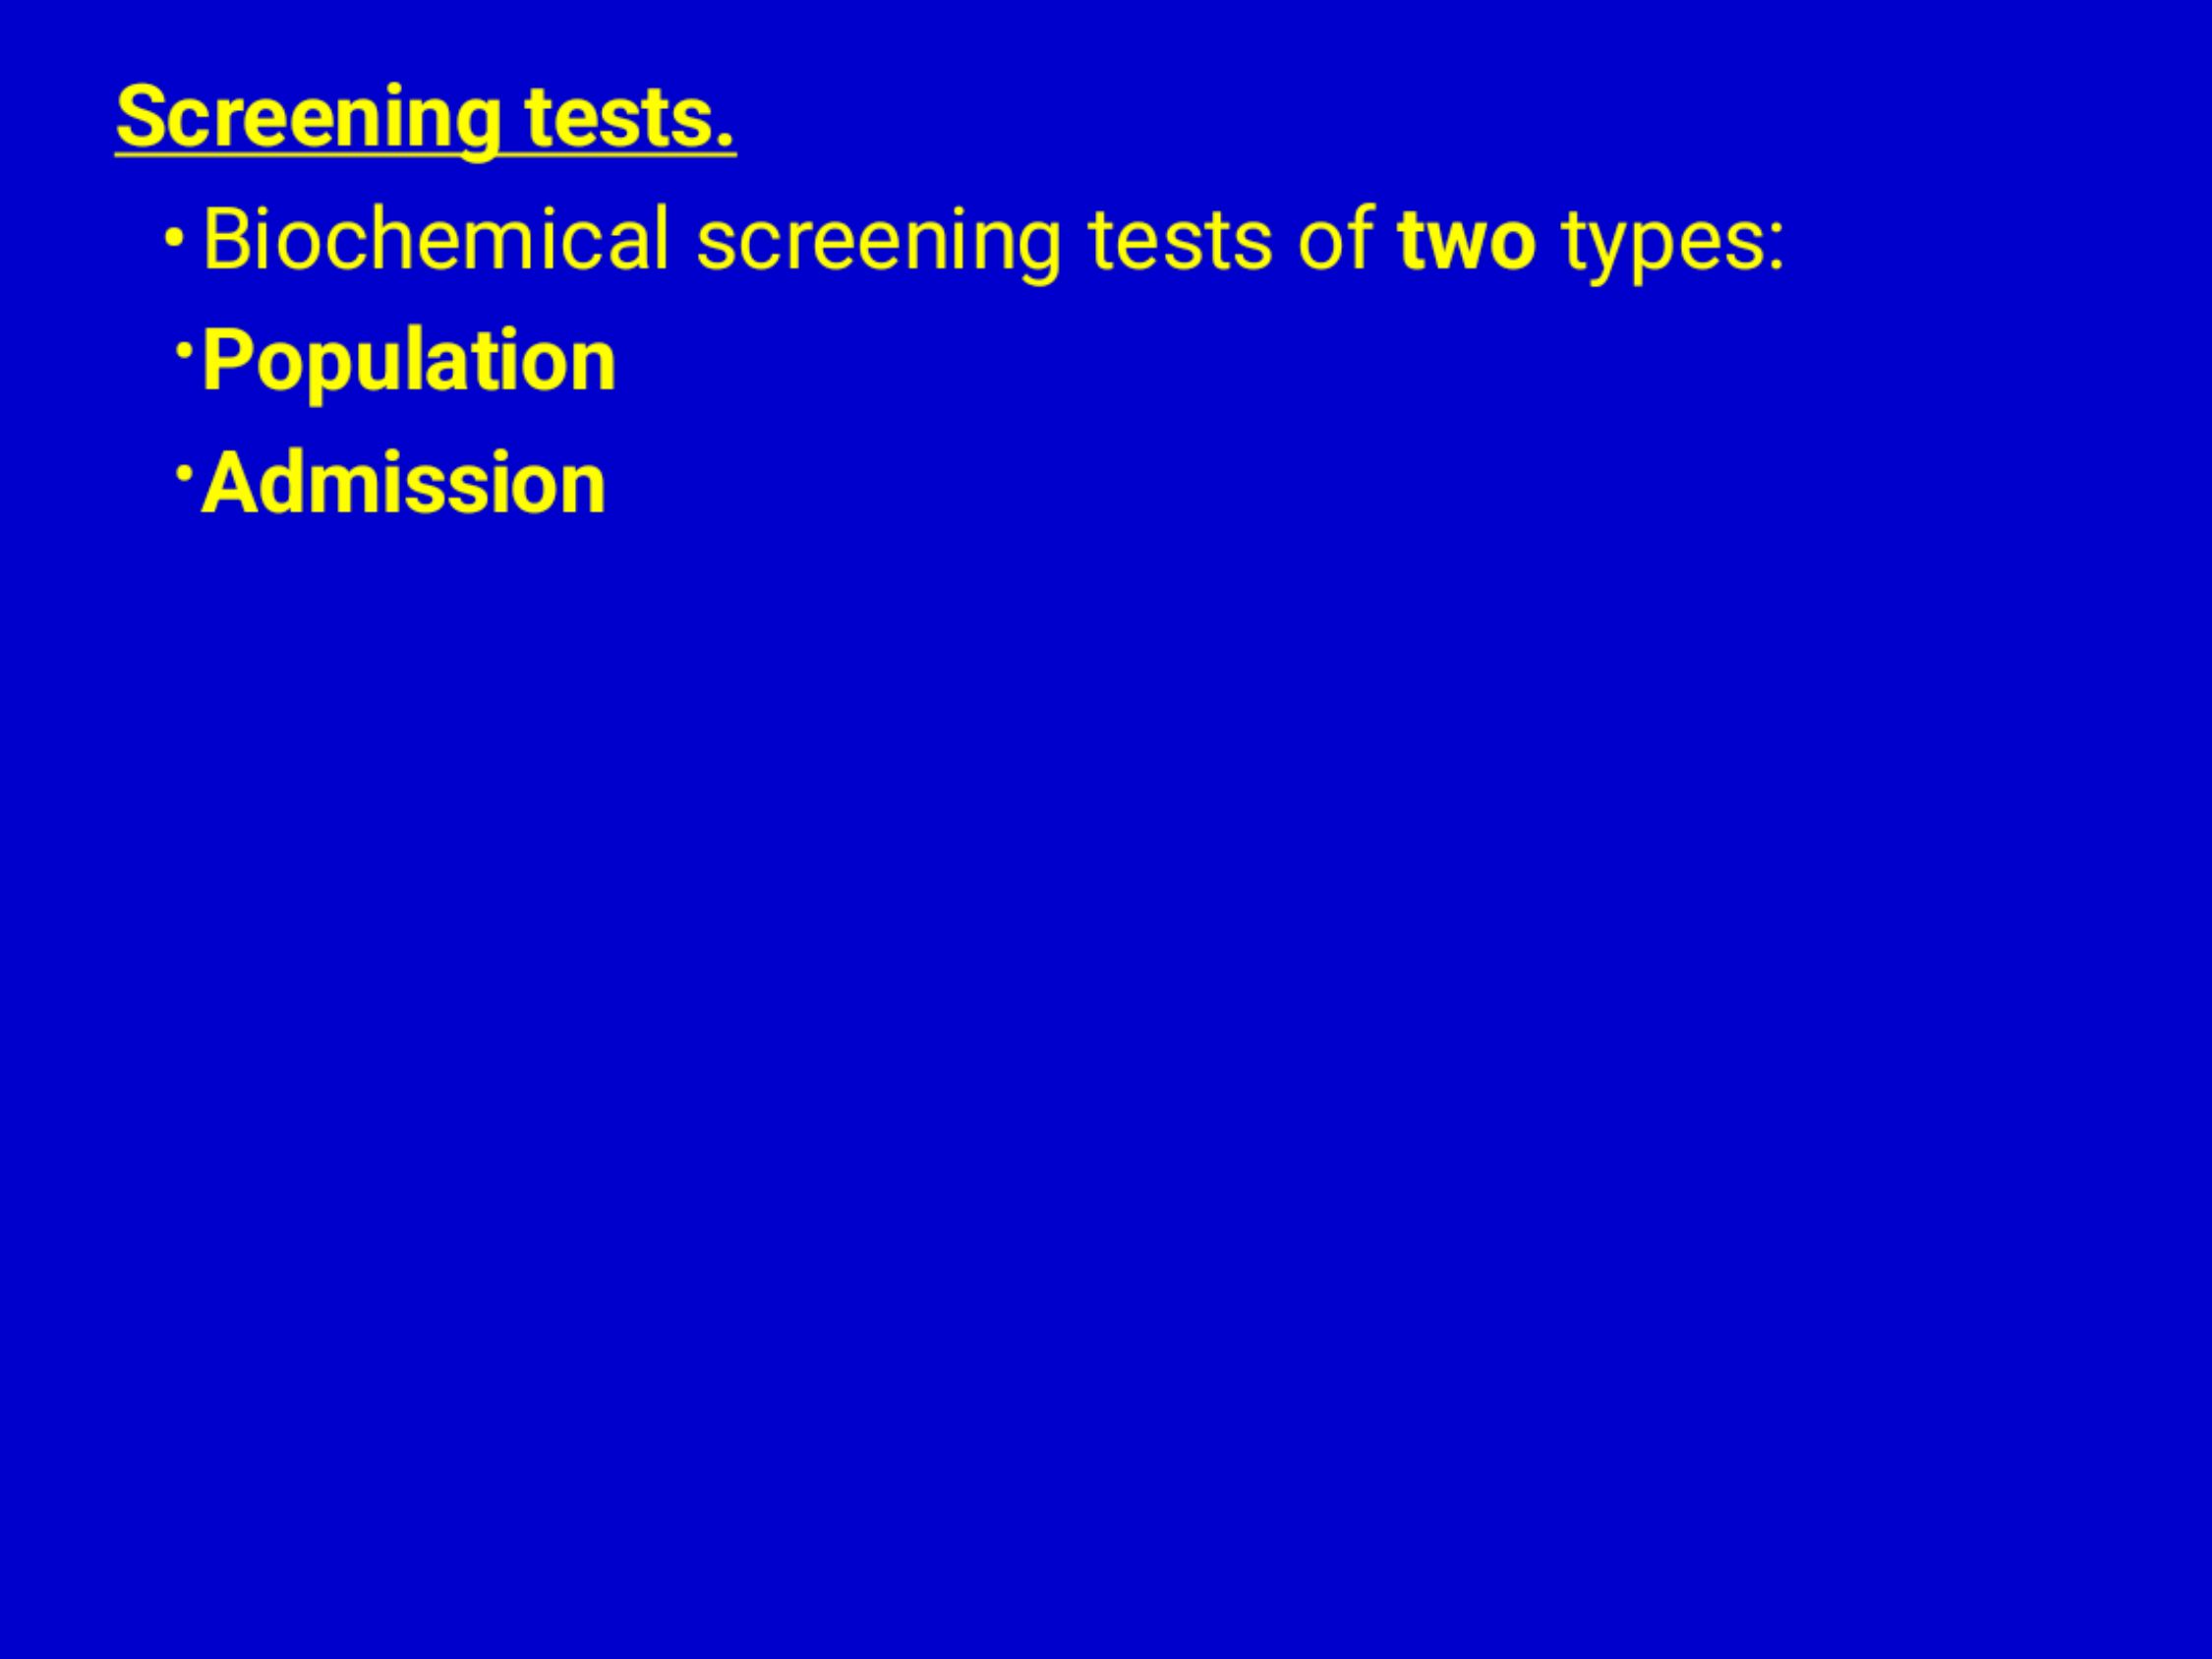 Screening tests.
• Biochemical screening tests of two types:
• Population
• Admission